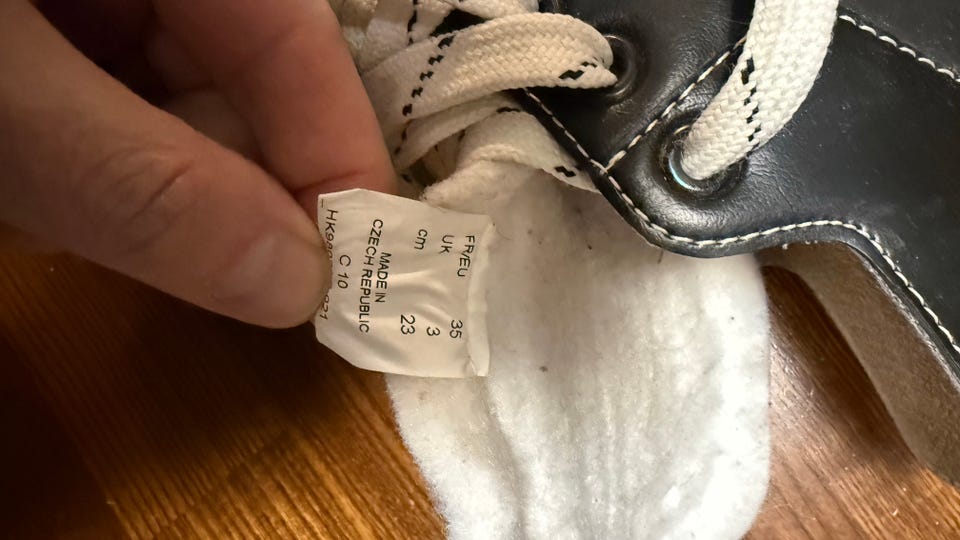 FR/EU 35
UK 3
cm 23
MADE IN
CZECH REPUBLIC
C 10